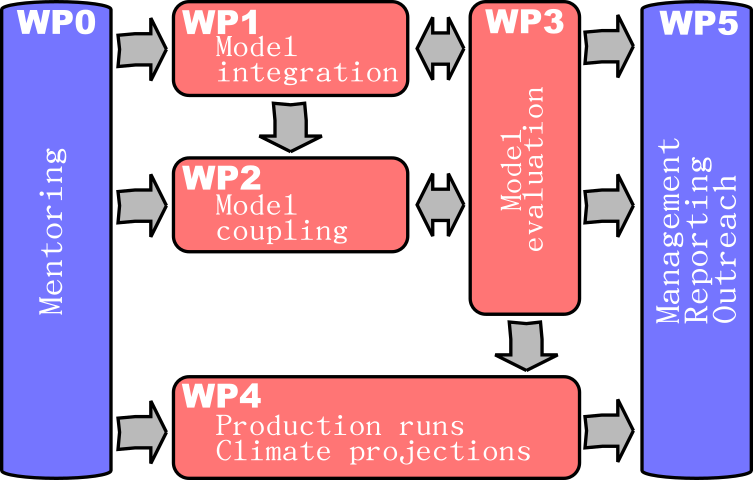 WP0
Mentoring
WP1
Model
integration
WP2
Model
coupling
WP3
Model
evaluation
WP4
Production runs
Climate projections
WP5
Management
Reporting
Outreach